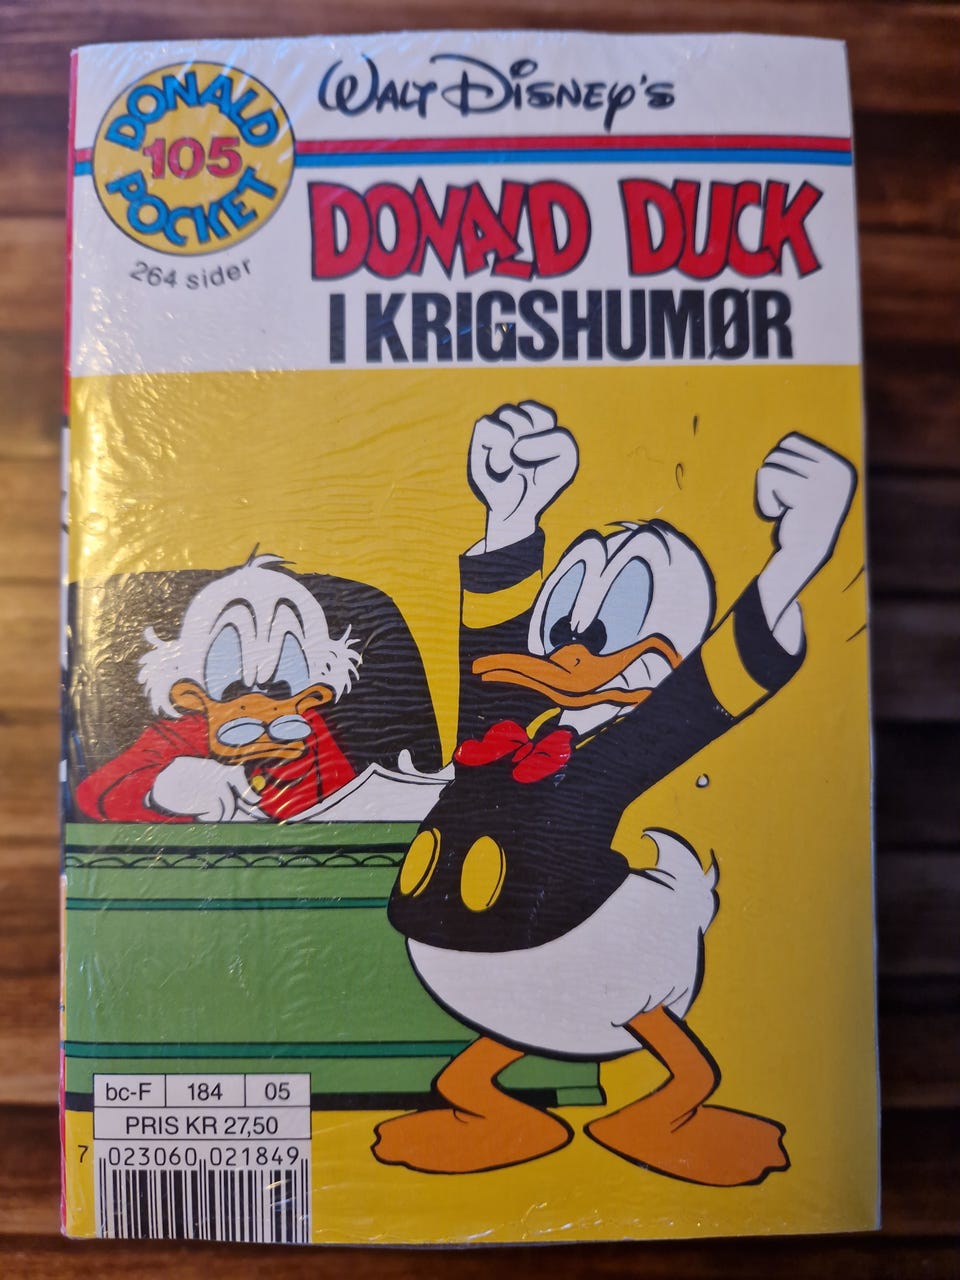 DONALD
105
POCKET
264 sider
WALT DISNEY'S
DONALD DUCK
I KRIGSHUMØR
bc-F 184 05
PRIS KR 27,50
7 023060 021849